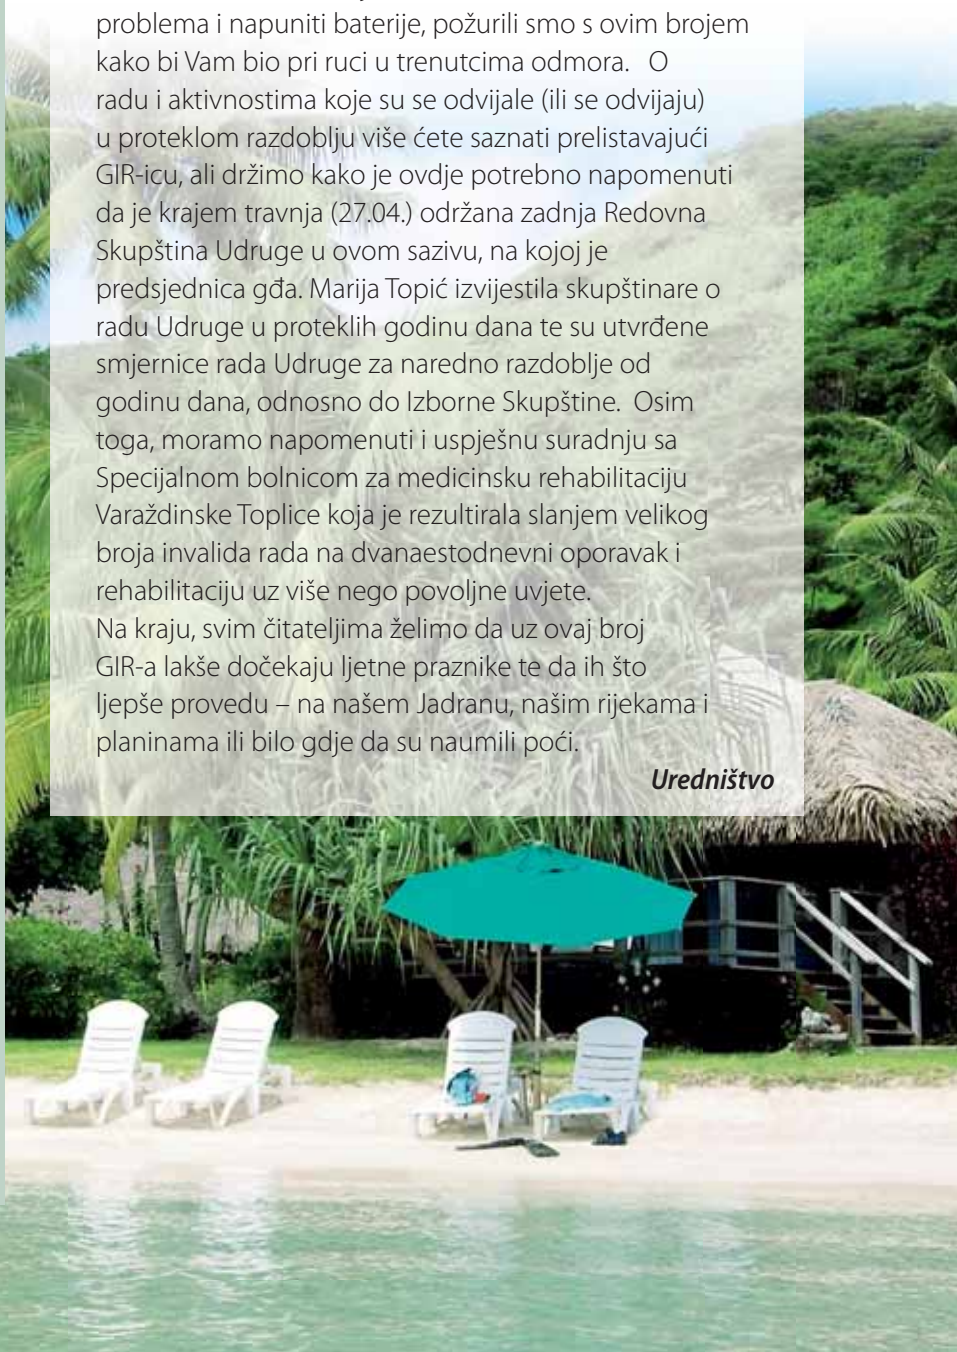 problema i napuniti baterije, požurili smo s ovim brojem
kako bi Vam bio pri ruci u trenutcima odmora. O
radu i aktivnostima koje su se odvijale (ili se odvijaju)
u proteklom razdoblju više ćete saznati prelistavajući
GIR-icu, ali držimo kako je ovdje potrebno napomenuti
da je krajem travnja (27.04.) održana zadnja Redovna
Skupština Udruge u ovom sazivu, na kojoj je
predsjednica gđa. Marija Topić izvijestila skupštinare o
radu Udruge u proteklih godinu dana te su utvrđene
smjernice rada Udruge za naredno razdoblje od
godinu dana, odnosno do Izborne Skupštine. Osim
toga, moramo napomenuti i uspješnu suradnju sa
Specijalnom bolnicom za medicinsku rehabilitaciju
Varaždinske Toplice koja je rezultirala slanjem velikog
broja invalida rada na dvanaestodnevni oporavak i
rehabilitaciju uz više nego povoljne uvjete.
Na kraju, svim čitateljima želimo da uz ovaj broj
GIR-a lakše dočekaju ljetne praznike te da ih što
ljepše provedu – na našem Jadranu, našim rijekama i
planinama ili bilo gdje da su naumili poći.
Uredništvo